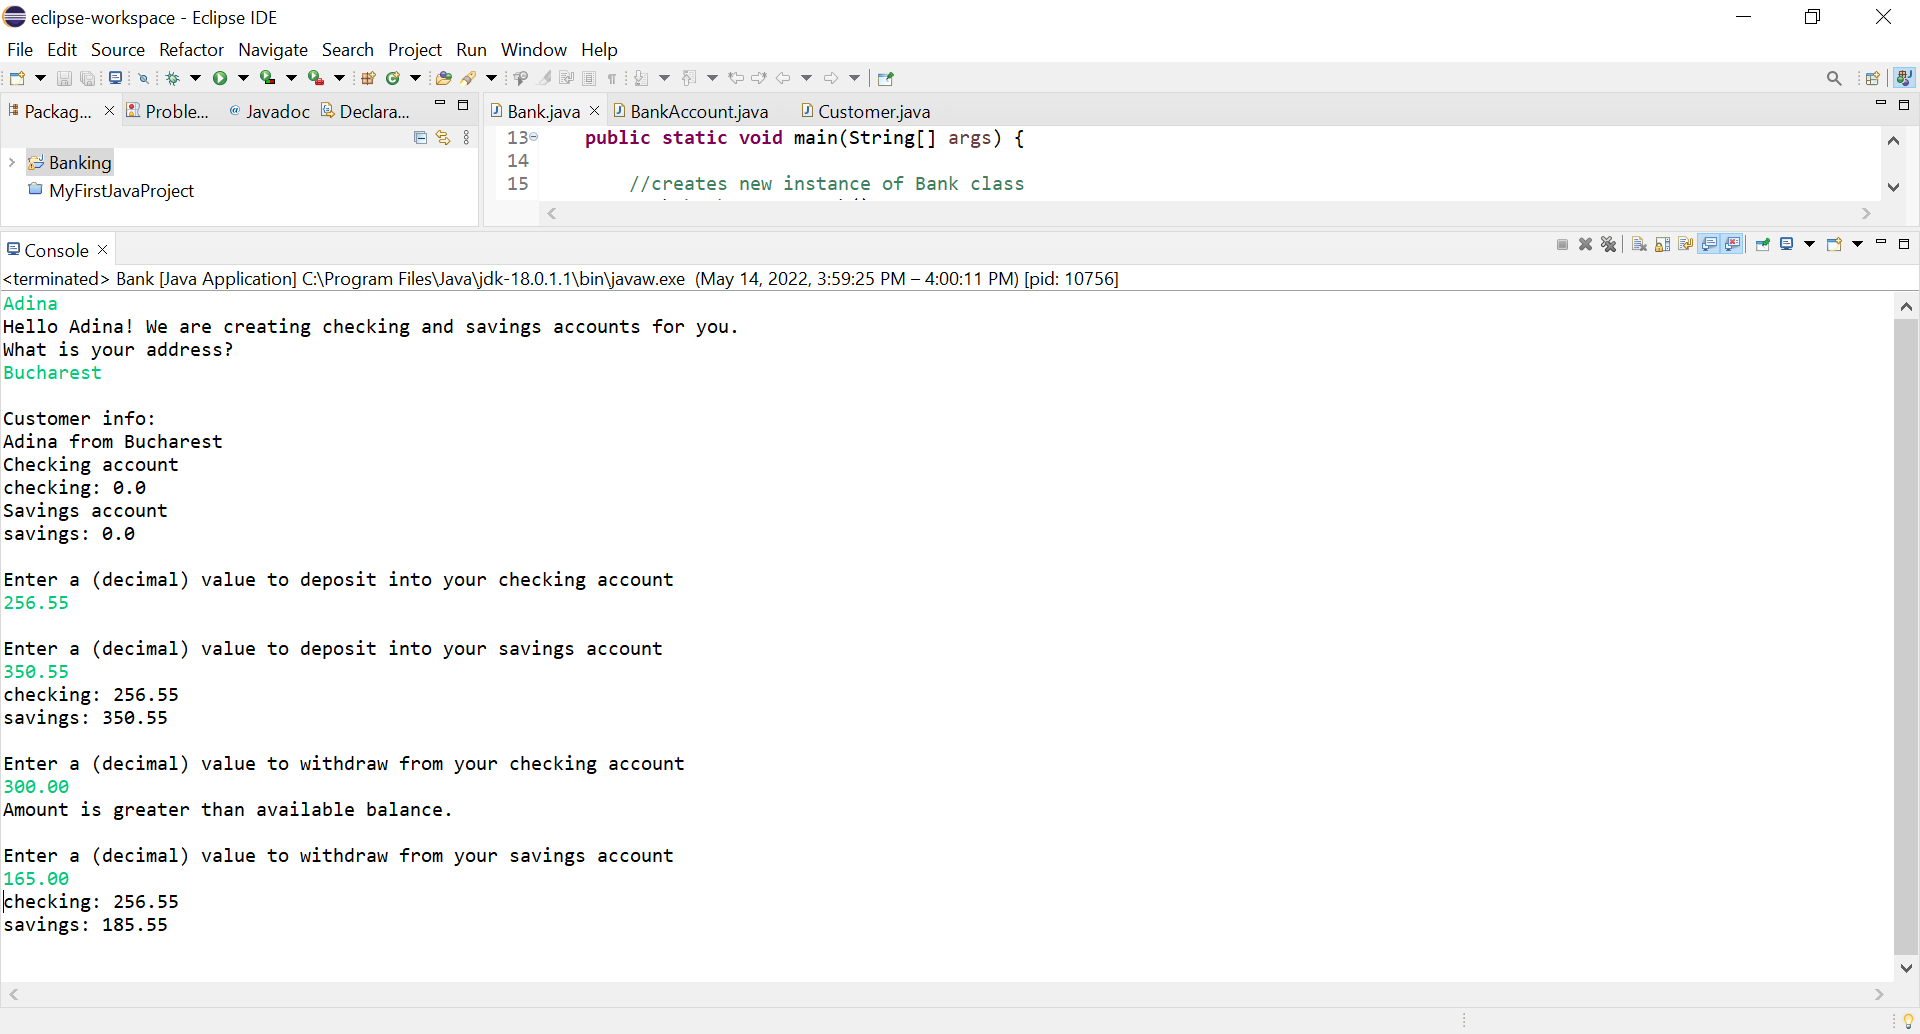 eclipse-workspace - Eclipse IDE
File Edit Source Refactor Navigate Search Project Run Window Help
Packag... Proble... @ Javadoc Declara...
Bank.java BankAccount.java Customer.java
Banking
MyFirstJavaProject
13 public static void main(String[] args) {
14
15 //creates new instance of Bank class
Console
<terminated> Bank [Java Application] C:\Program Files\Java\jdk-18.0.1.1\bin\javaw.exe (May 14, 2022, 3:59:25 PM – 4:00:11 PM) [pid: 10756]
Adina
Hello Adina! We are creating checking and savings accounts for you.
What is your address?
Bucharest
Customer info:
Adina from Bucharest
Checking account
checking: 0.0
Savings account
savings: 0.0
Enter a (decimal) value to deposit into your checking account
256.55
Enter a (decimal) value to deposit into your savings account
350.55
checking: 256.55
savings: 350.55
Enter a (decimal) value to withdraw from your checking account
300.00
Amount is greater than available balance.
Enter a (decimal) value to withdraw from your savings account
165.00
checking: 256.55
savings: 185.55